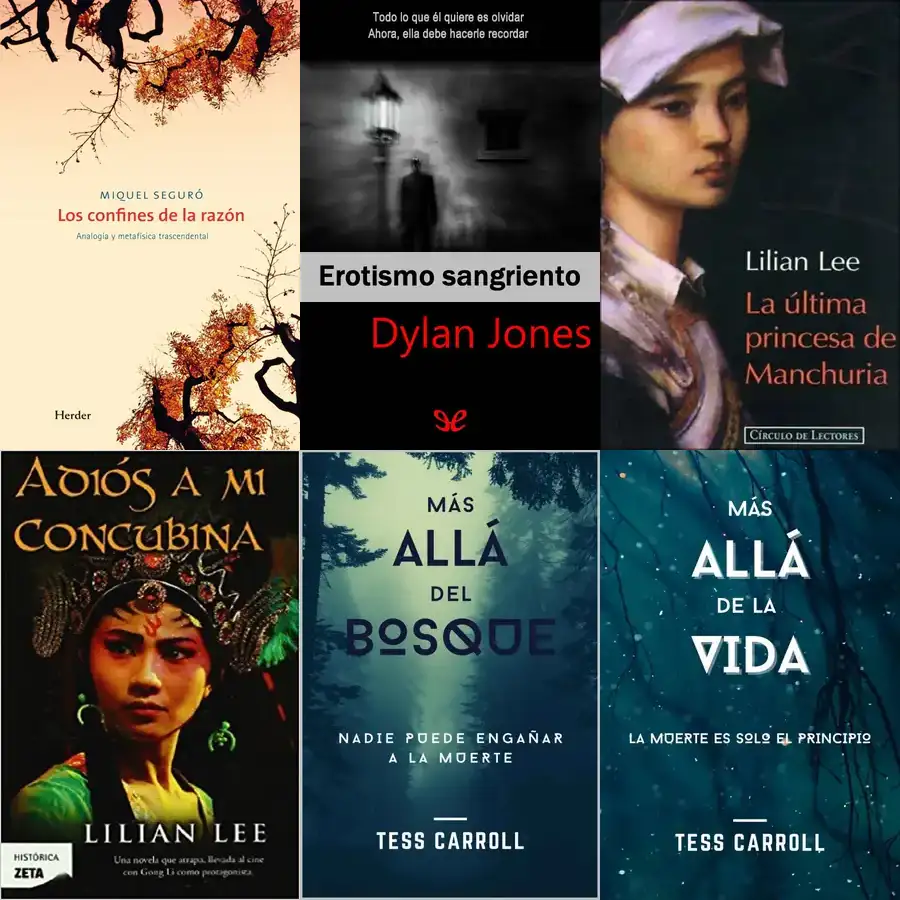 MIQUEL SEGURÓ
Los confines de la razón
Analogía y metafísica trascendental
Herder
Todo lo que él quiere es olvidar
Ahora, ella debe hacerle recordar
Erotismo sangriento
Dylan Jones
Lilian Lee
La última
princesa de
Manchuria
CÍRCULO DE LECTORES
ADIÓS A MI
CONCUBINA
LILIAN LEE
Una novela que atrapa, llevada al cine
con Gong Li como protagonista.
HISTÓRICA
ZETA
MÁS
ALLÁ
DEL
BOSQUE
NADIE PUEDE ENGAÑAR
A LA MUERTE
TESS CARROLL
MÁS
ALLÁ
DE LA
VIDA
LA MUERTE ES SOLO EL PRINCIPIO
TESS CARROLL